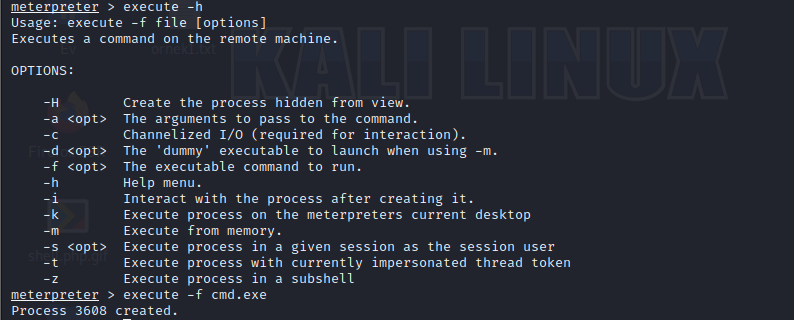 meterpreter > execute -h
Usage: execute -f file [options]
Executes a command on the remote machine.
OPTIONS:
-H Create the process hidden from view.
-a <opt> The arguments to pass to the command.
-c Channelized I/O (required for interaction).
-d <opt> The 'dummy' executable to launch when using -m.
-f <opt> The executable command to run.
-h Help menu.
-i Interact with the process after creating it.
-k Execute process on the meterpreters current desktop
-m Execute from memory.
-s <opt> Execute process in a given session as the session user
-t Execute process with currently impersonated thread token
-z Execute process in a subshell
meterpreter > execute -f cmd.exe
Process 3608 created.
KALI LINUX